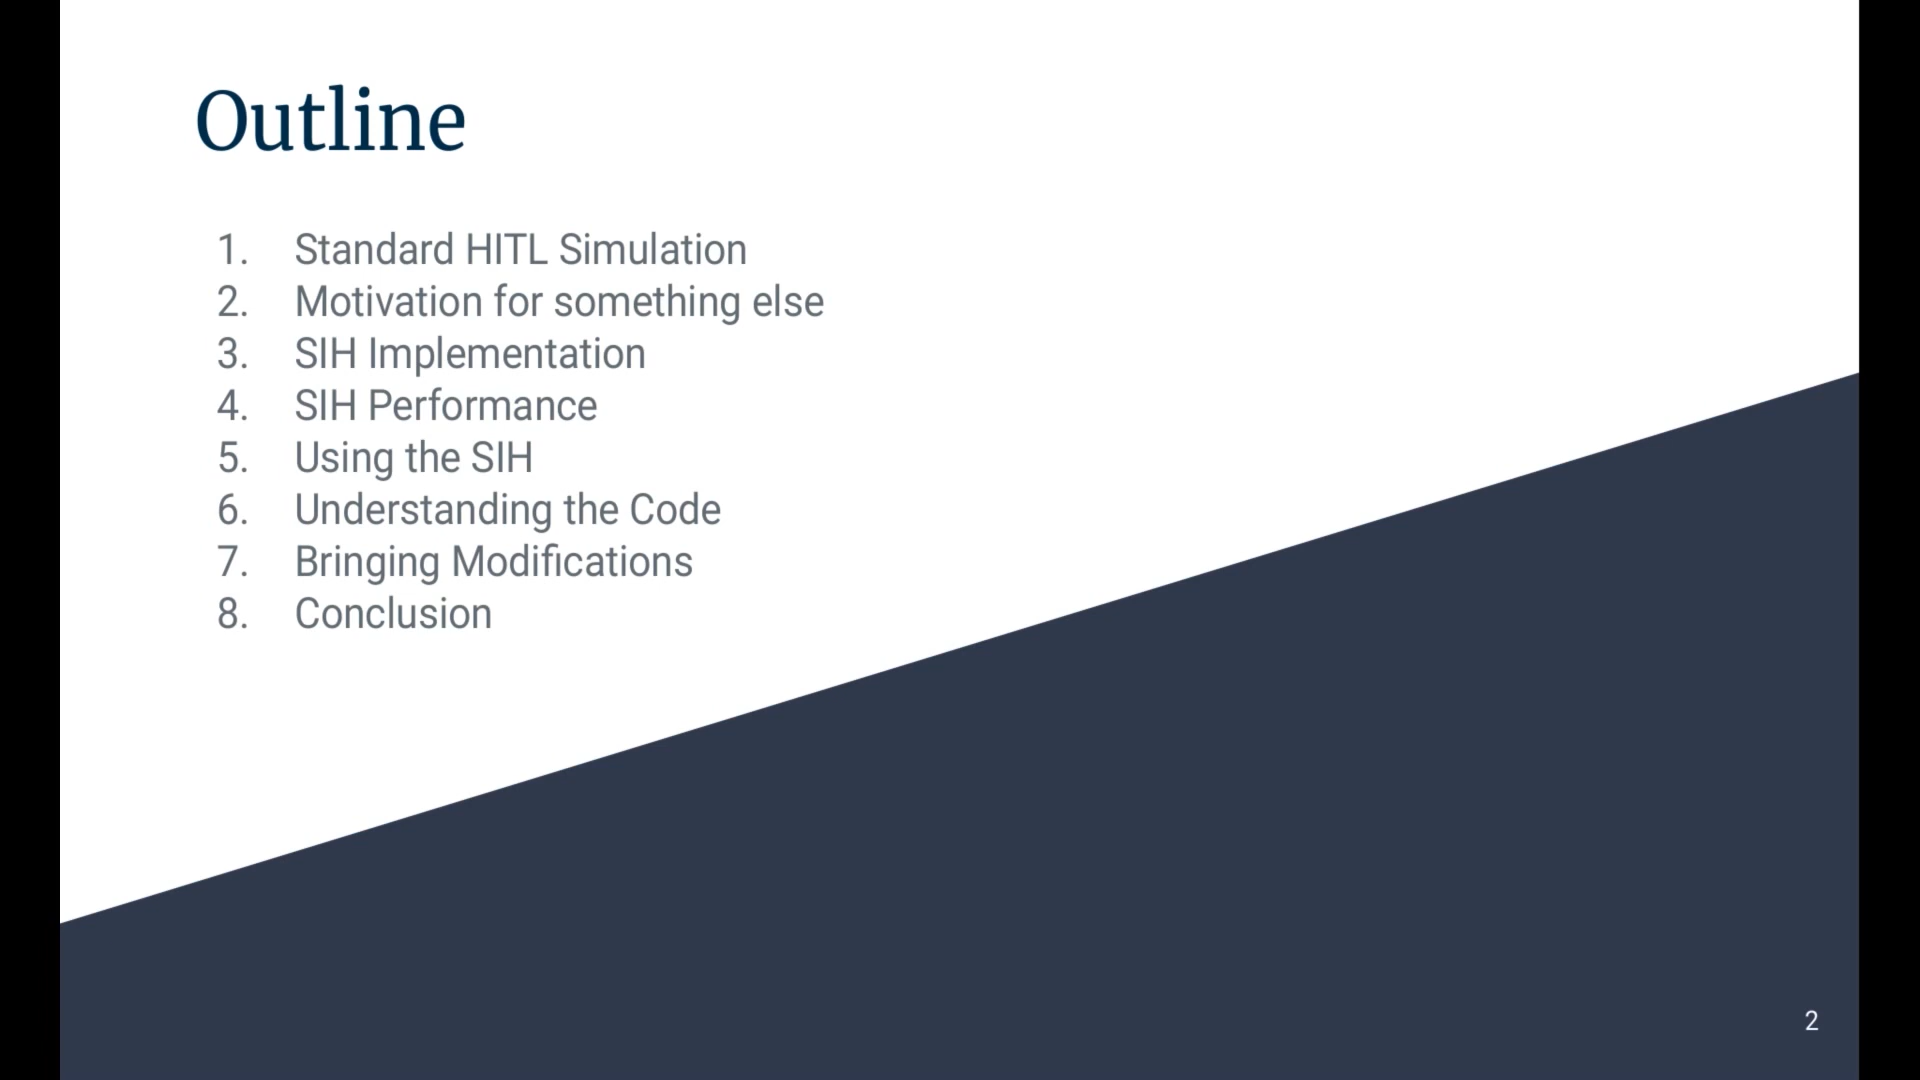 Outline
1. Standard HITL Simulation
2. Motivation for something else
3. SIH Implementation
4. SIH Performance
5. Using the SIH
6. Understanding the Code
7. Bringing Modifications
8. Conclusion
2